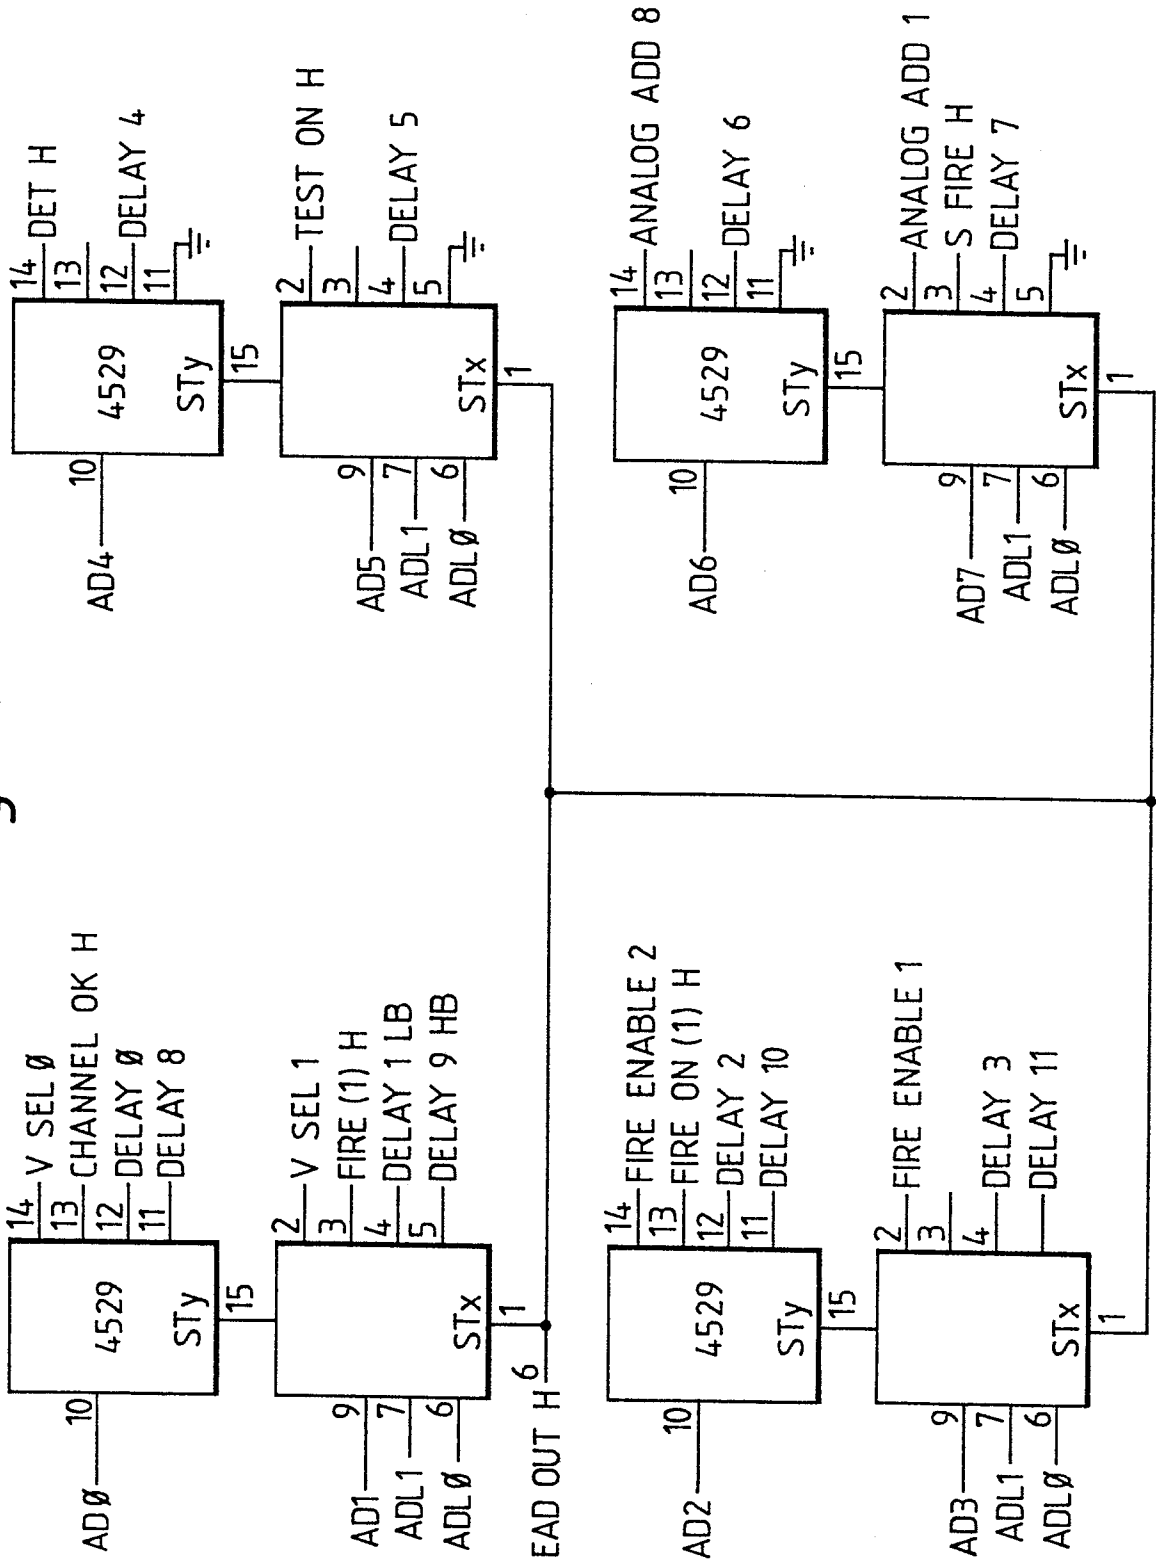 14 V SEL Ø
13 CHANNEL OK H
AD Ø 10 4529 12 DELAY Ø
11 DELAY 8
STy
15
2 V SEL 1
AD1 9 3 FIRE (1) H
ADL1 7 4 DELAY 1 LB
ADL Ø 6 5 DELAY 9 HB
STx
1
EAD OUT H 6
14 DET H
13
AD4 10 4529 12 DELAY 4
11
STy
15
2 TEST ON H
AD5 9 3
ADL1 7 4 DELAY 5
ADL Ø 6 5
STx
1
14 FIRE ENABLE 2
13 FIRE ON (1) H
AD2 10 4529 12 DELAY 2
11 DELAY 10
STy
15
2 FIRE ENABLE 1
AD3 9 3
ADL1 7 4 DELAY 3
ADL Ø 6 DELAY 11
STx
1
14 ANALOG ADD 8
13
AD6 10 4529 12 DELAY 6
11
STy
15
2 ANALOG ADD 1
AD7 9 3 S FIRE H
ADL1 7 4 DELAY 7
ADL Ø 6 5
STx
1